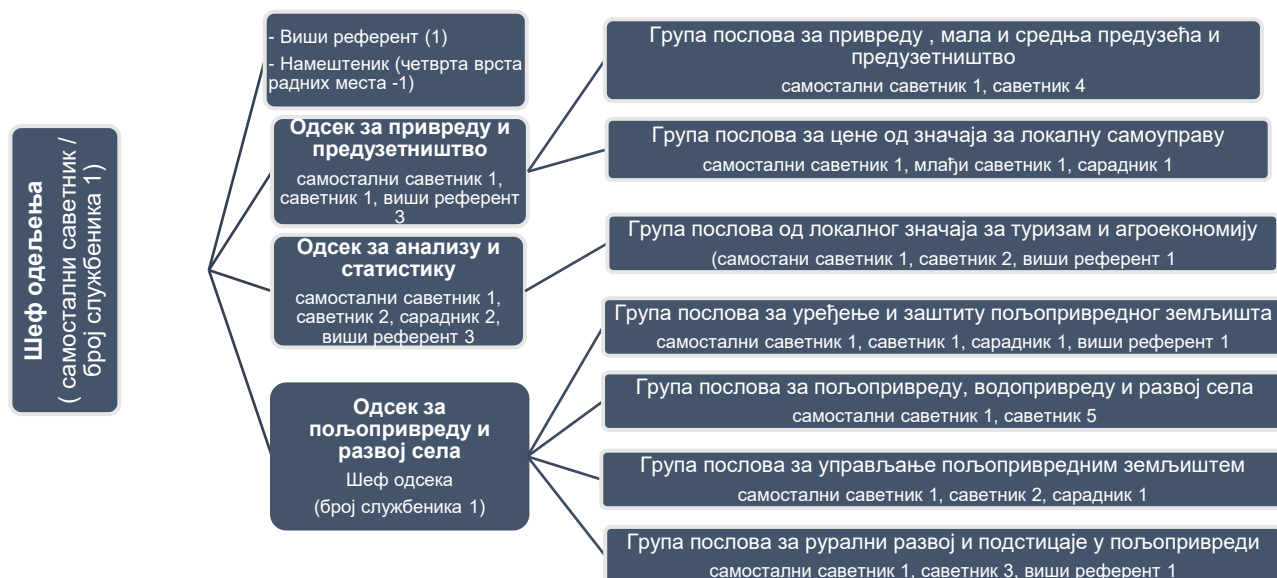 Шеф одељења
( самостални саветник /
број службеника 1)
- Виши референт (1)
- Намештеник (четврта врста
радних места -1)
Одсек за привреду и
предузетништво
самостални саветник 1,
саветник 1, виши референт
3
Одсек за анализу и
статистику
самостални саветник 1,
саветник 2, сарадник 2,
виши референт 3
Одсек за
пољопривреду и
развој села
Шеф одсека
(број службеника 1)
Група послова за привреду , мала и средња предузећа и
предузетништво
самостални саветник 1, саветник 4
Група послова за цене од значаја за локалну самоуправу
самостални саветник 1, млађи саветник 1, сарадник 1
Група послова од локалног значаја за туризам и агроекономију
(самостани саветник 1, саветник 2, виши референт 1
Група послова за уређење и заштиту пољопривредног земљишта
самостални саветник 1, саветник 1, сарадник 1, виши референт 1
Група послова за пољопривреду, водопривреду и развој села
самостални саветник 1, саветник 5
Група послова за управљање пољопривредним земљиштем
самостални саветник 1, саветник 2, сарадник 1
Група послова за рурални развој и подстицаје у пољопривреди
самостални саветник 1, саветник 3, виши референт 1